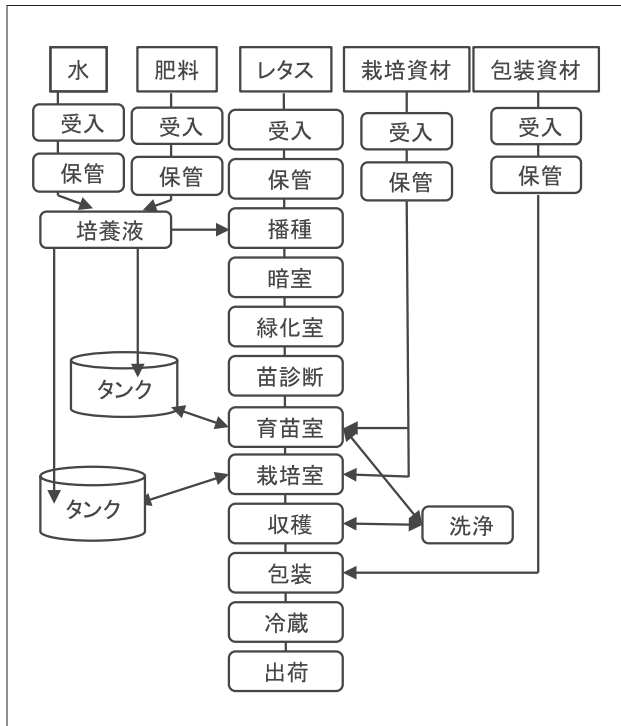 水
肥料
レタス
栽培資材
包装資材
受入
受入
受入
受入
受入
保管
保管
保管
保管
保管
培養液
播種
暗室
緑化室
苗診断
タンク
育苗室
栽培室
タンク
収穫
洗浄
包装
冷蔵
出荷